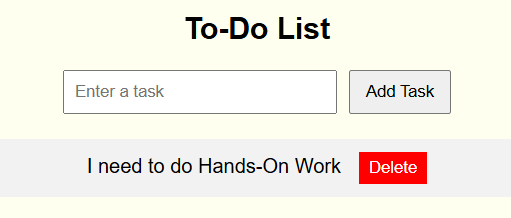 To-Do List
Enter a task Add Task
I need to do Hands-On Work Delete